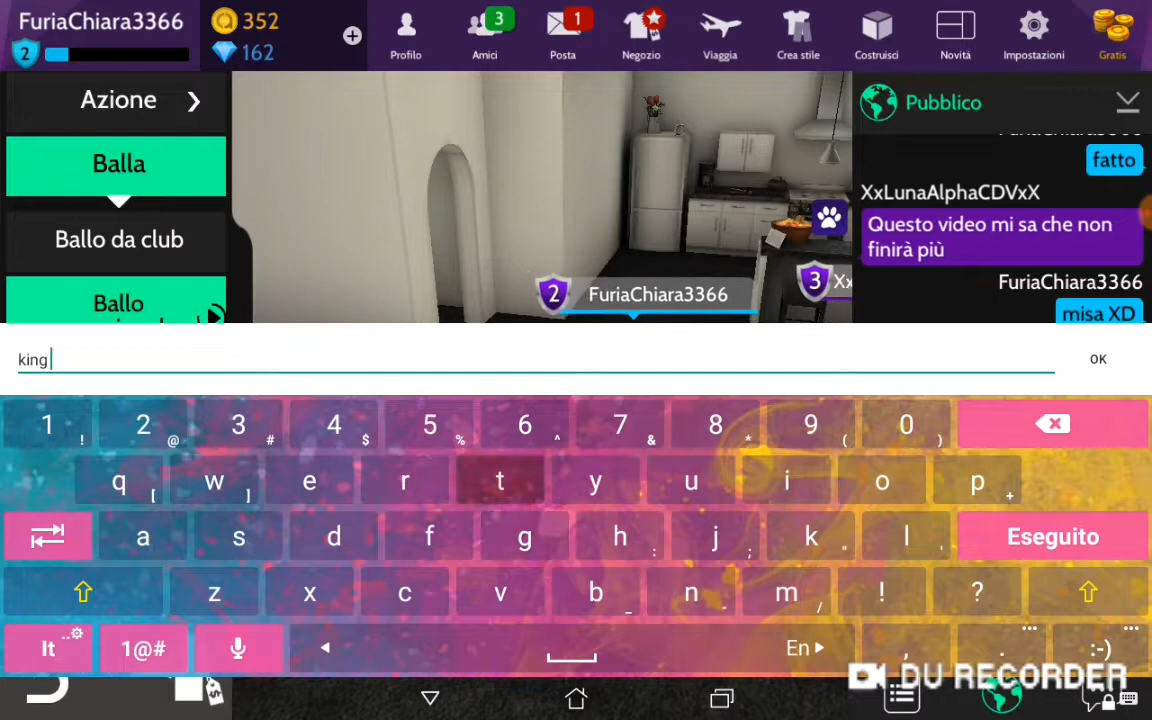 FuriaChiara3366
2
352
162
Profilo
3
Amici
1
Posta
Negozio
Viaggia
Crea stile
Costruisci
Novità
Impostazioni
Gratis
Azione
Balla
Ballo da club
Ballo
2 FuriaChiara3366
3 Xx
Pubblico
FuriaChiara3366
fatto
XxLunaAlphaCDVxX
Questo video mi sa che non
finirà più
FuriaChiara3366
misa XD
king
OK
1 ! 2 @ 3 # 4 $ 5 % 6 ^ 7 & 8 * 9 ( 0 )
q [ w ] e r t y u i o p +
a s d f g h : j ; k " l ' Eseguito
z x c v b _ n - m / ! ?
It 1@# En , . :-)
DU RECORDER